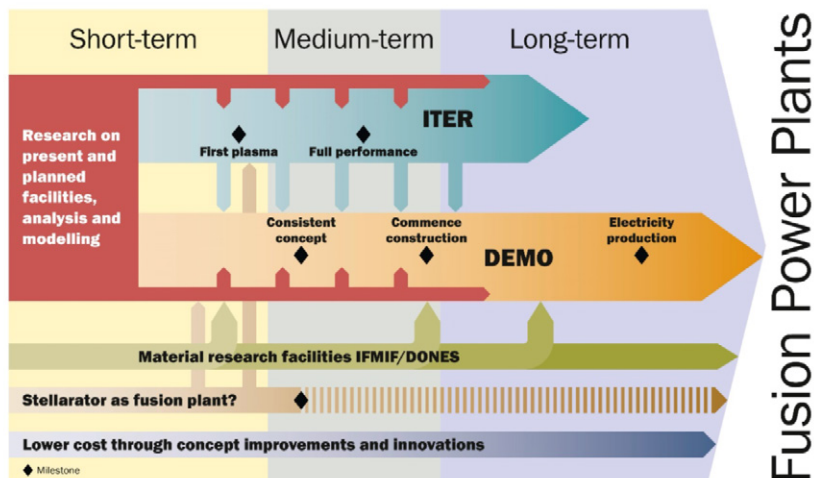 Short-term
Medium-term
Long-term
Fusion Power Plants
Research on
present and
planned
facilities,
analysis and
modelling
ITER
First plasma
Full performance
Consistent
concept
Commence
construction
Electricity
production
DEMO
Material research facilities IFMIF/DONES
Stellarator as fusion plant?
Lower cost through concept improvements and innovations
Milestone